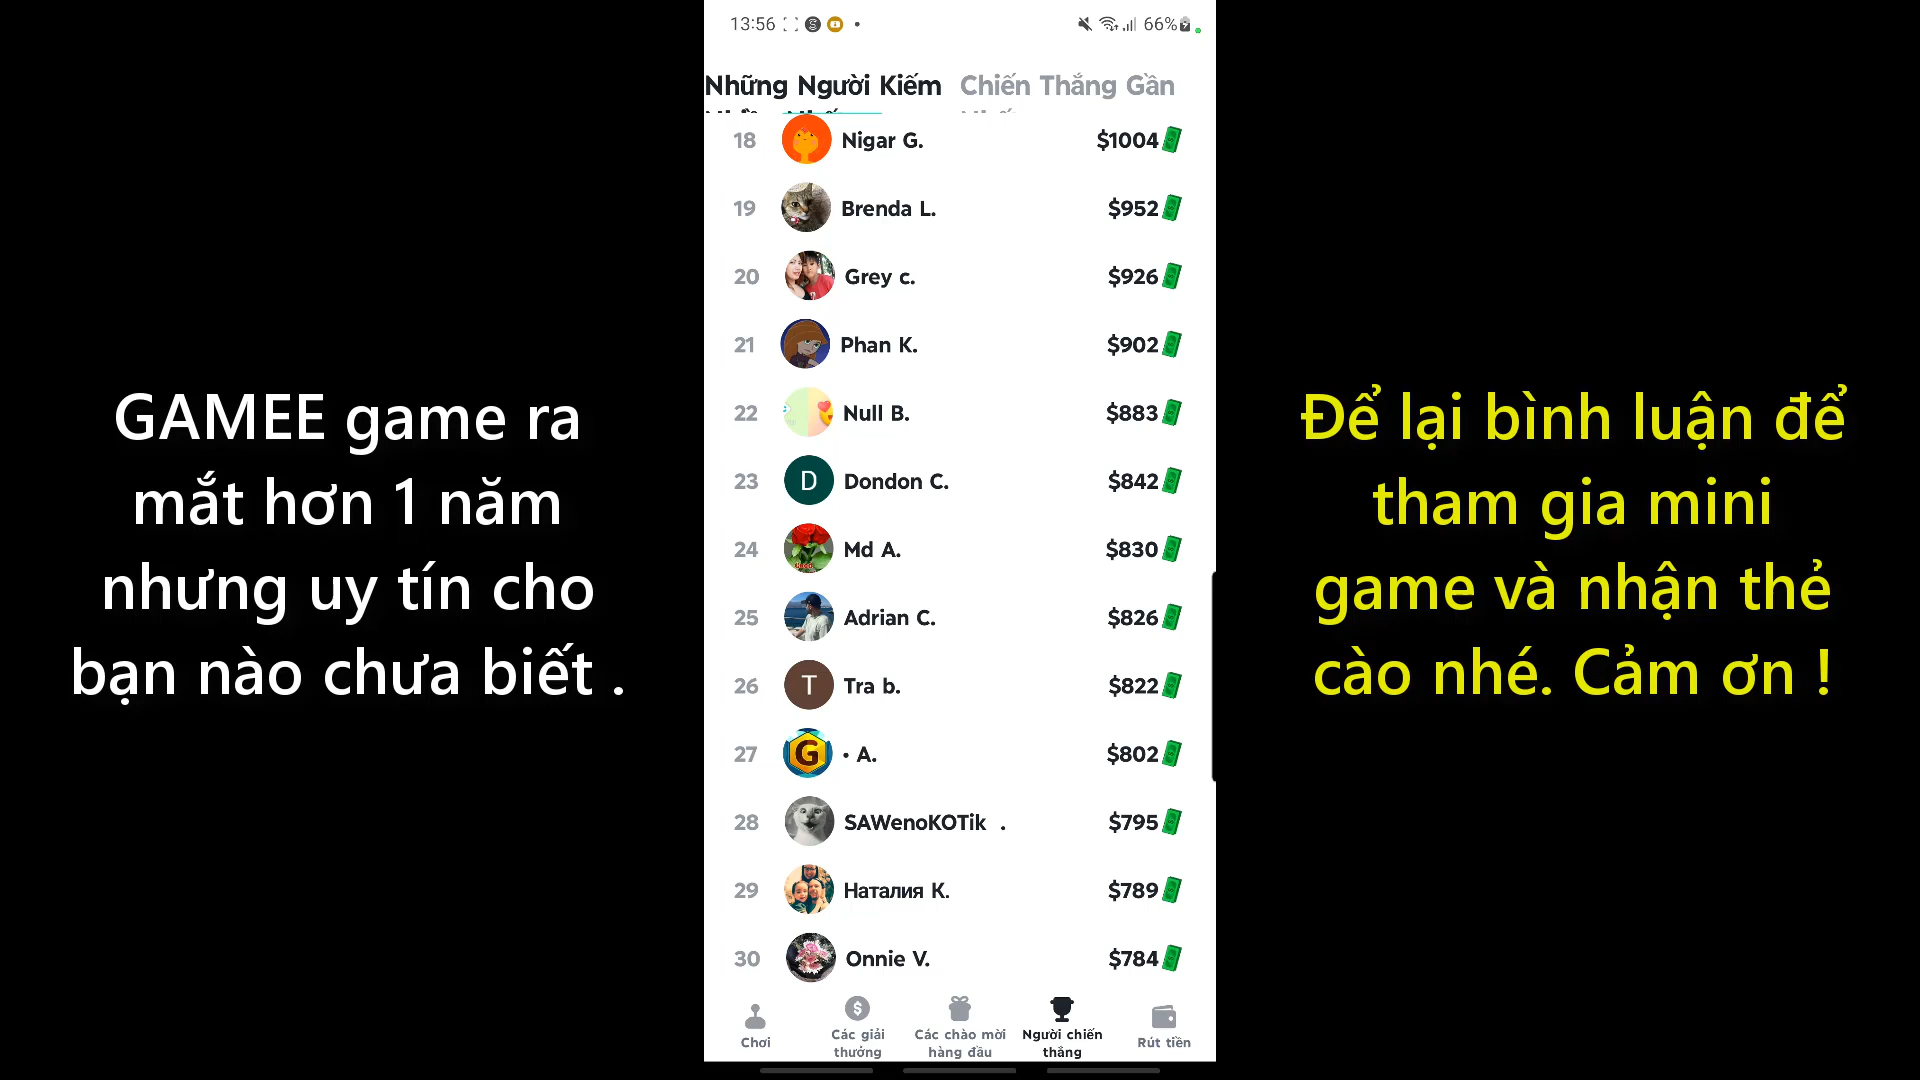 GAMEE game ra
mắt hơn 1 năm
nhưng uy tín cho
bạn nào chưa biết .
13:56
66%
Những Người Kiếm
Chiến Thắng Gần
18 Nigar G. $1004
19 Brenda L. $952
20 Grey c. $926
21 Phan K. $902
22 Null B. $883
23 D Dondon C. $842
24 Md A. $830
25 Adrian C. $826
26 T Tra b. $822
27 G • A. $802
28 SAWenoKOTik . $795
29 Наталия К. $789
30 Onnie V. $784
Chơi
Các giải
thưởng
Các chào mời
hàng đầu
Người chiến
thắng
Rút tiền
Để lại bình luận để
tham gia mini
game và nhận thẻ
cào nhé. Cảm ơn !